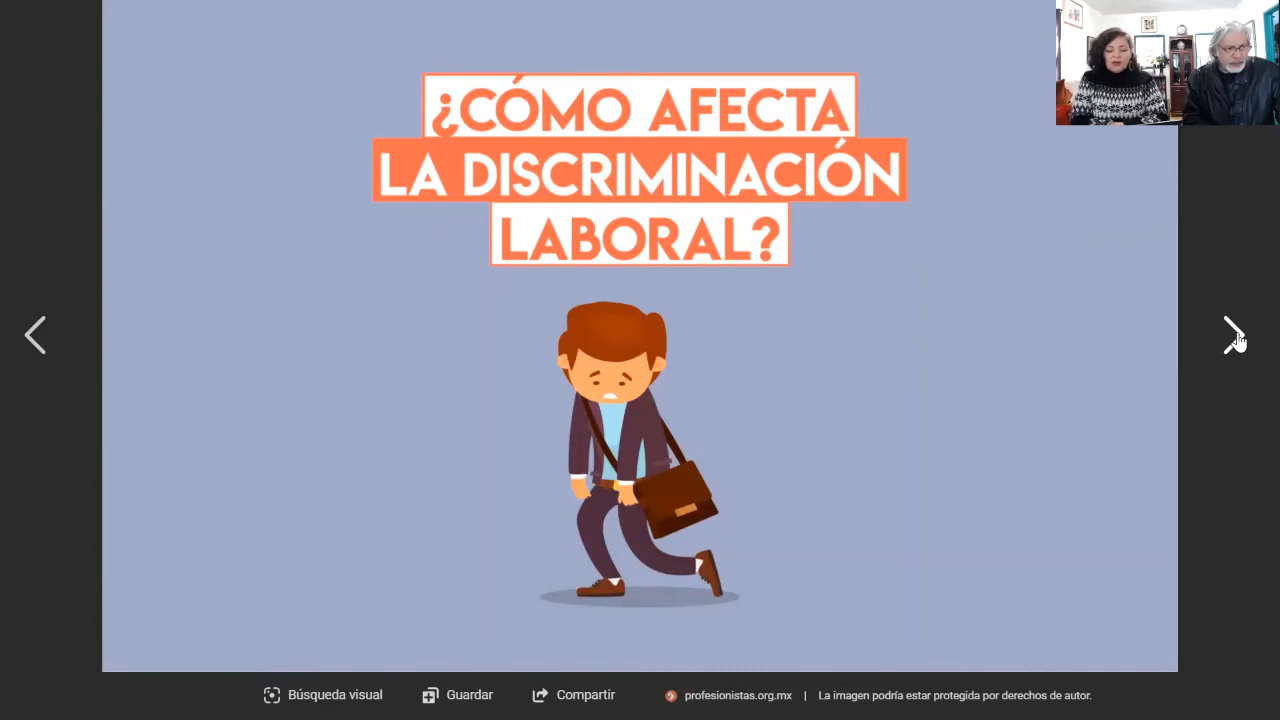 ¿CÓMO AFECTA
LA DISCRIMINACIÓN
LABORAL?
Búsqueda visual
Guardar
Compartir
profesionistas.org.mx | La imagen podría estar protegida por derechos de autor.